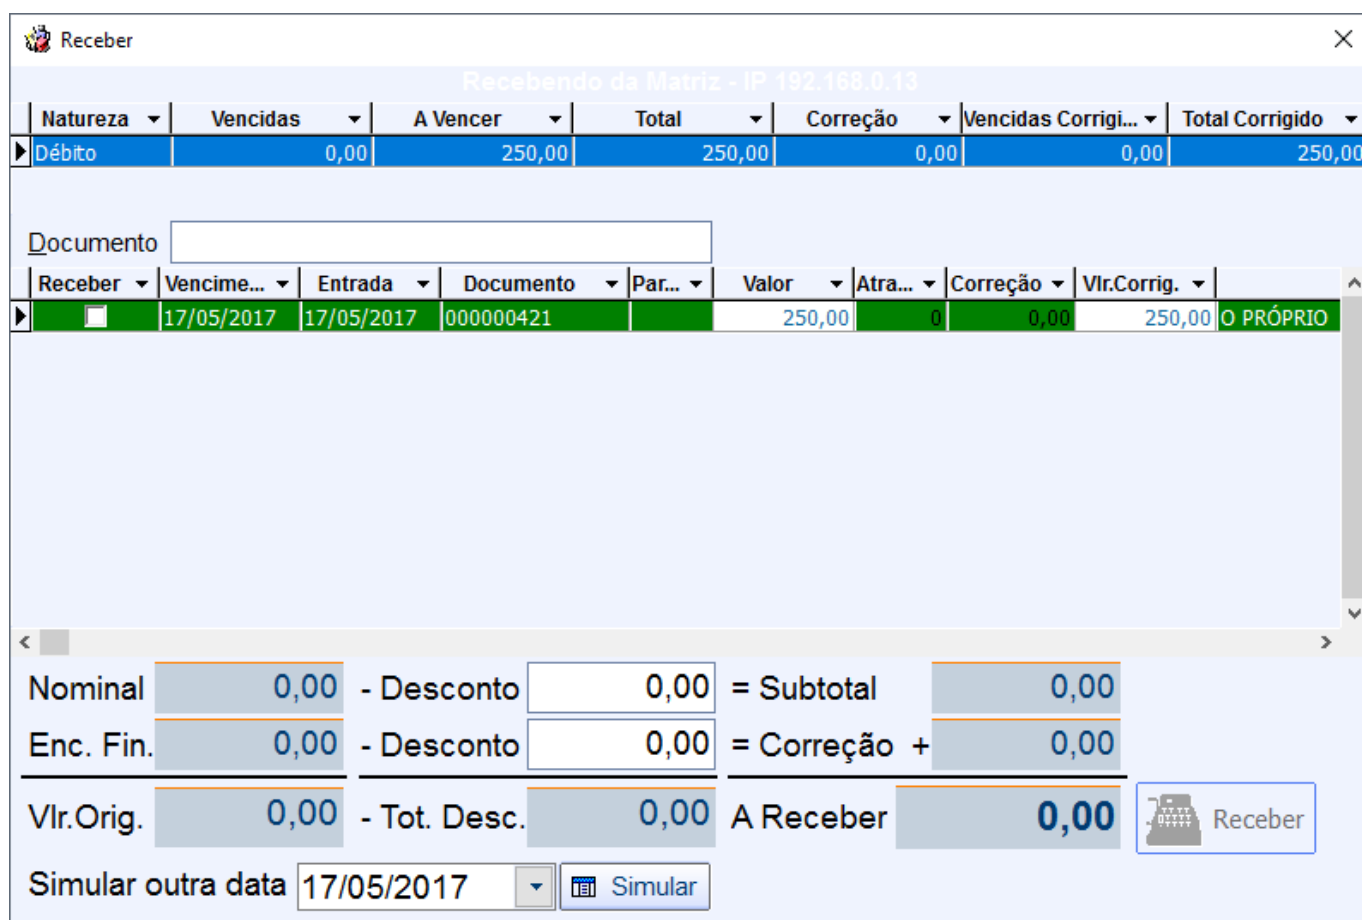 Receber
Recebendo da Matriz - IP 192.168.0.13
Natureza Vencidas A Vencer Total Correção Vencidas Corrigi... Total Corrigido
Débito 0,00 250,00 250,00 0,00 0,00 250,00
Documento
Receber Vencime... Entrada Documento Par... Valor Atra... Correção Vlr.Corrig.
17/05/2017 17/05/2017 000000421 250,00 0 0,00 250,00 O PRÓPRIO
Nominal 0,00 - Desconto 0,00 = Subtotal 0,00
Enc. Fin. 0,00 - Desconto 0,00 = Correção + 0,00
Vlr.Orig. 0,00 - Tot. Desc. 0,00 A Receber 0,00 Receber
Simular outra data 17/05/2017 Simular